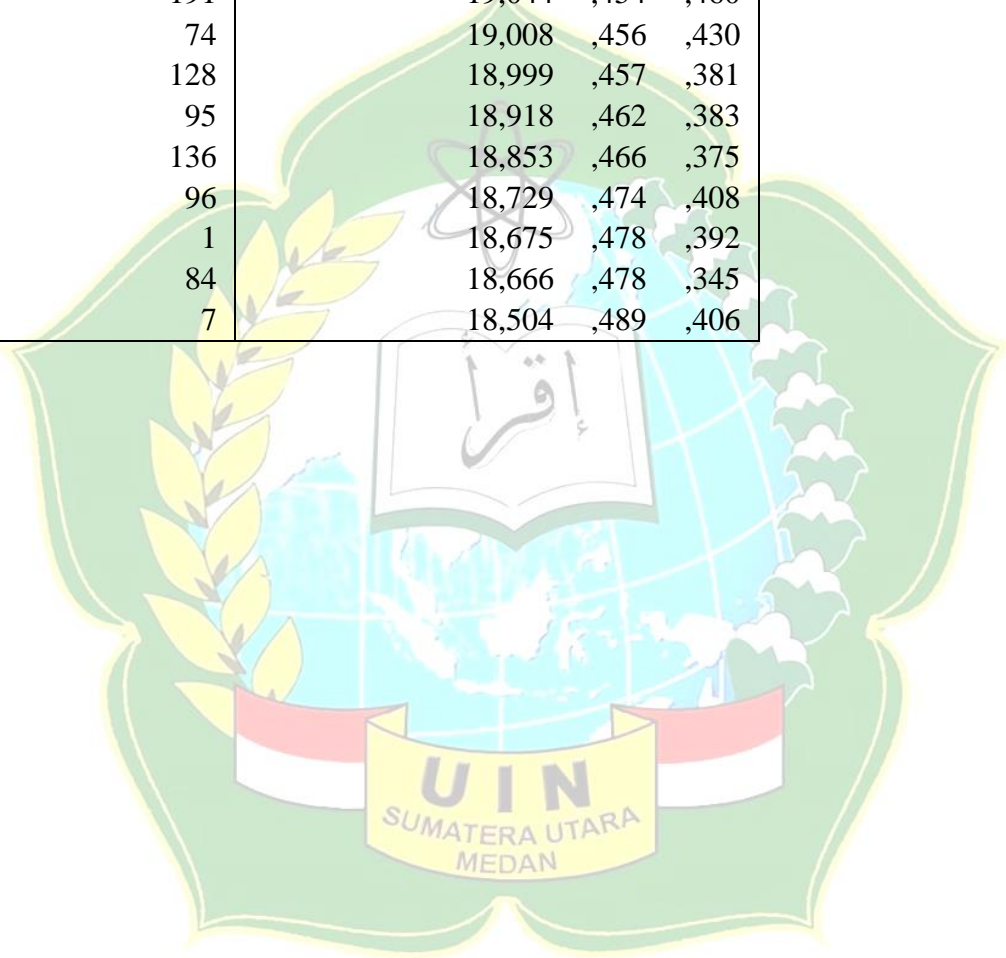 74 19,008 ,456 ,430
128 18,999 ,457 ,381
95 18,918 ,462 ,383
136 18,853 ,466 ,375
96 18,729 ,474 ,408
1 18,675 ,478 ,392
84 18,666 ,478 ,345
7 18,504 ,489 ,406
إقرأ
UIN
SUMATERA UTARA
MEDAN